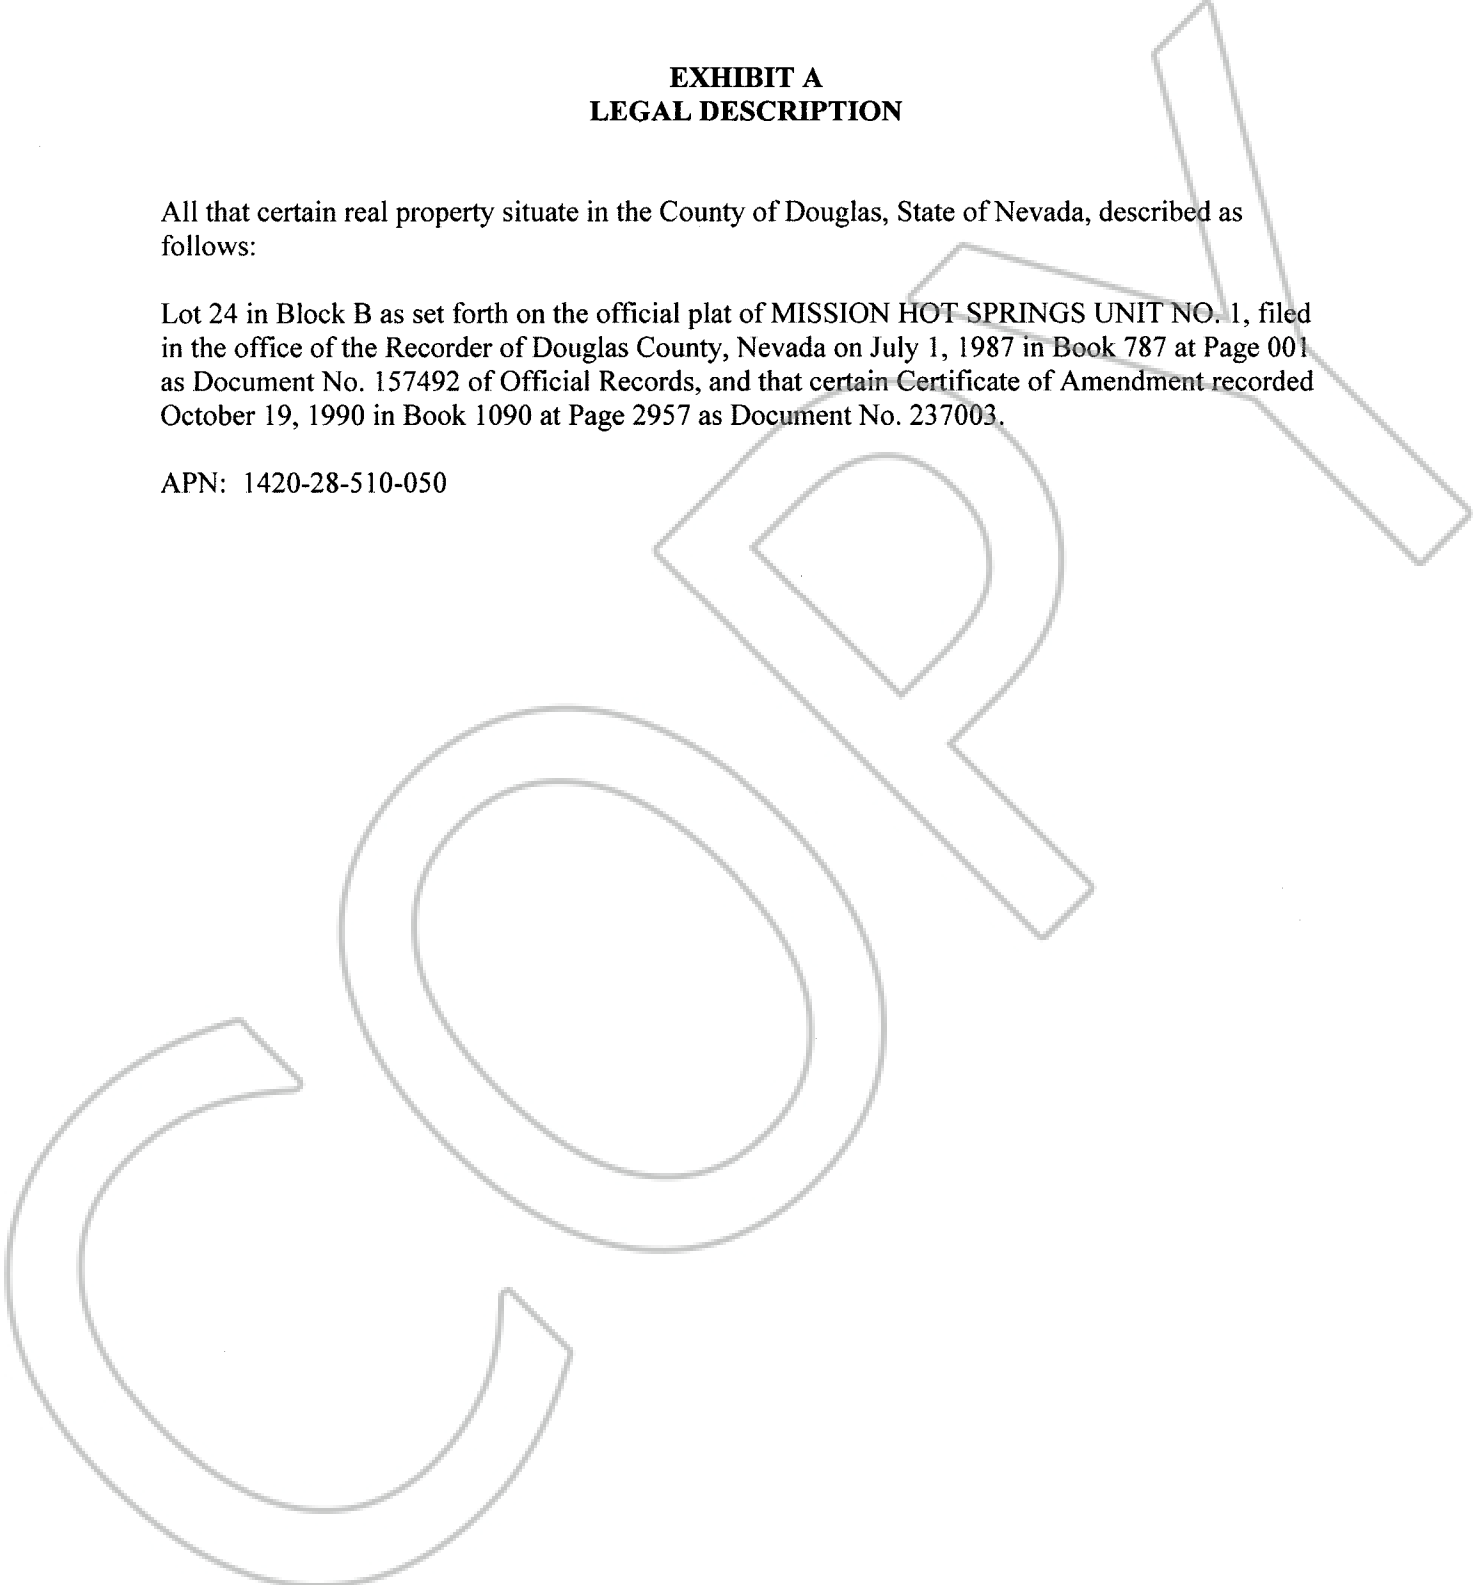 EXHIBIT A
LEGAL DESCRIPTION
All that certain real property situate in the County of Douglas, State of Nevada, described as
follows:
Lot 24 in Block B as set forth on the official plat of MISSION HOT SPRINGS UNIT NO. 1, filed
in the office of the Recorder of Douglas County, Nevada on July 1, 1987 in Book 787 at Page 001
as Document No. 157492 of Official Records, and that certain Certificate of Amendment recorded
October 19, 1990 in Book 1090 at Page 2957 as Document No. 237003.
APN: 1420-28-510-050
COPY